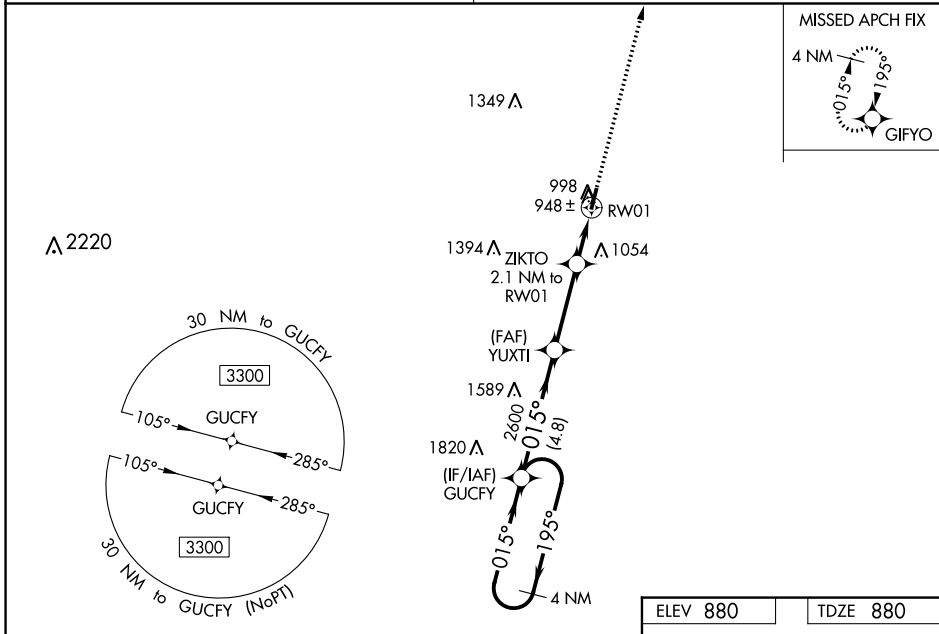 MISSED APCH FIX
4 NM
015°
195°
GIFYO
1349
998
948 ±
RW01
2220
1394
ZIKTO
2.1 NM to
RW01
1054
30 NM to GUCFY
3300
(FAF)
YUXTI
1589
2600
015°
(4.8)
105°
GUCFY
285°
1820
(IF/IAF)
GUCFY
105°
GUCFY
285°
3300
30 NM to GUCFY (NoPT)
015°
195°
4 NM
ELEV 880
TDZE 880